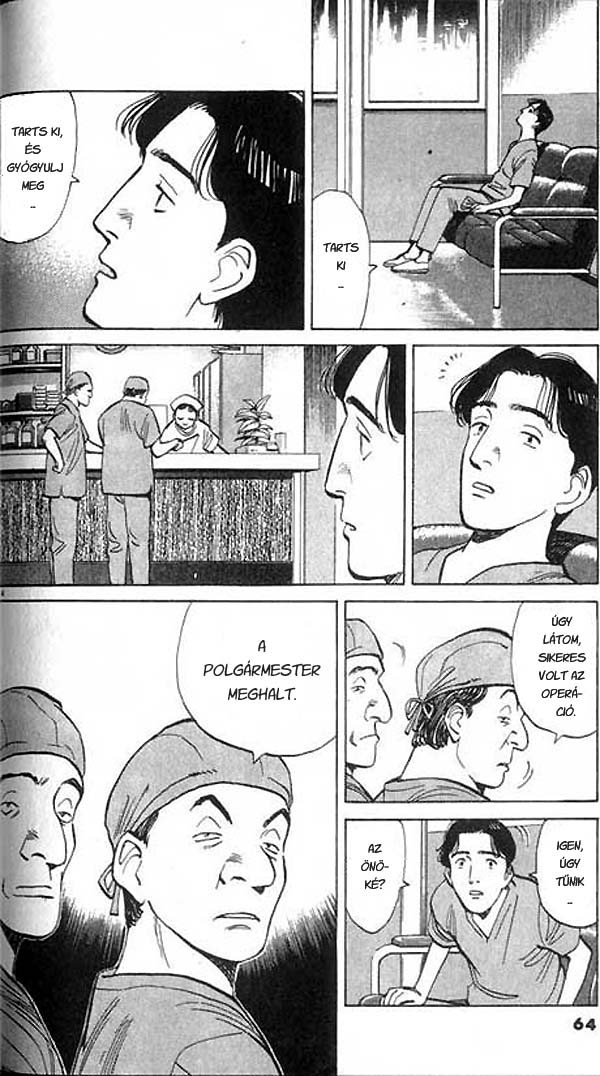 TARTS
KI
..
TARTS KI,
ÉS
GYÓGYULJ
MEG
..
ÚGY
LÁTOM,
SIKERES
VOLT AZ
OPERÁ-
CIÓ.
IGEN,
ÚGY
TŰNIK
..
AZ
ÖNÖ-
KÉ?
A
POLGÁRMESTER
MEGHALT.
64